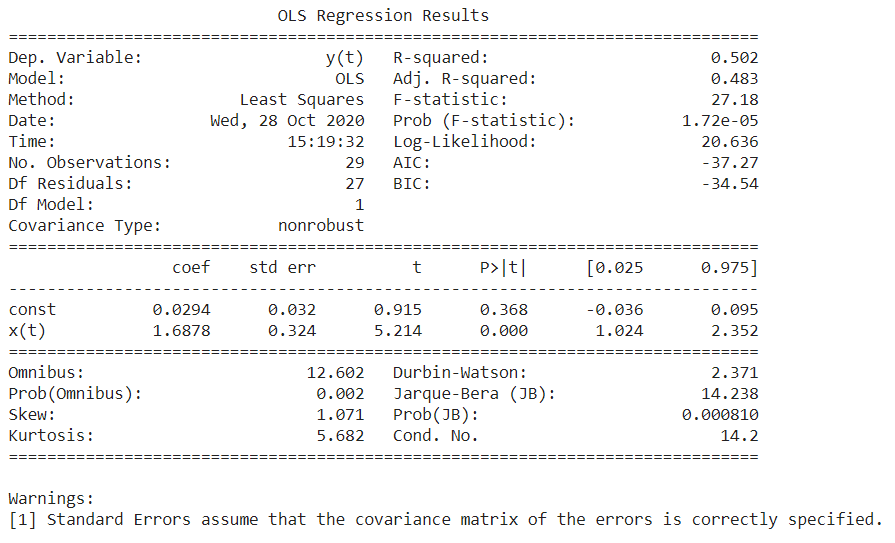 OLS Regression Results
==============================================================================
Dep. Variable:                   y(t)   R-squared:                       0.502
Model:                            OLS   Adj. R-squared:                  0.483
Method:                 Least Squares   F-statistic:                     27.18
Date:                Wed, 28 Oct 2020   Prob (F-statistic):           1.72e-05
Time:                        15:19:32   Log-Likelihood:                 20.636
No. Observations:                  29   AIC:                            -37.27
Df Residuals:                      27   BIC:                            -34.54
Df Model:                           1
Covariance Type:            nonrobust
==============================================================================
                 coef    std err          t      P>|t|      [0.025      0.975]
------------------------------------------------------------------------------
const          0.0294      0.032      0.915      0.368      -0.036       0.095
x(t)           1.6878      0.324      5.214      0.000       1.024       2.352
==============================================================================
Omnibus:                       12.602   Durbin-Watson:                   2.371
Prob(Omnibus):                  0.002   Jarque-Bera (JB):               14.238
Skew:                           1.071   Prob(JB):                     0.000810
Kurtosis:                       5.682   Cond. No.                         14.2
==============================================================================
Warnings:
[1] Standard Errors assume that the covariance matrix of the errors is correctly specified.